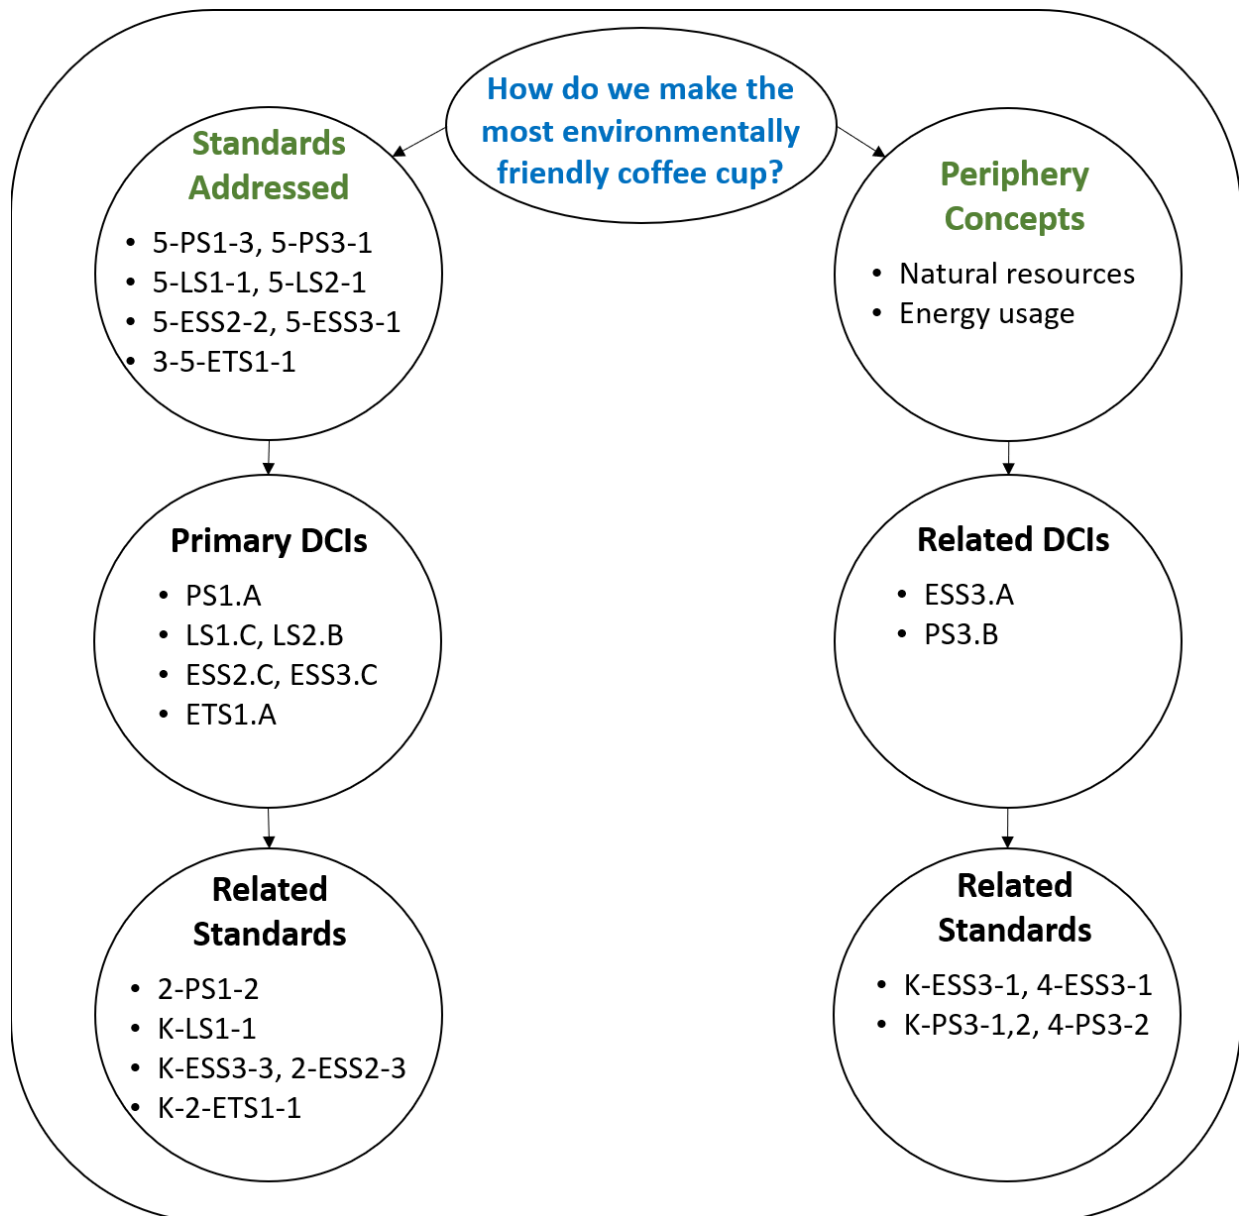 How do we make the
most environmentally
friendly coffee cup?
Standards
Addressed
• 5-PS1-3, 5-PS3-1
• 5-LS1-1, 5-LS2-1
• 5-ESS2-2, 5-ESS3-1
• 3-5-ETS1-1
Periphery
Concepts
• Natural resources
• Energy usage
Primary DCIs
• PS1.A
• LS1.C, LS2.B
• ESS2.C, ESS3.C
• ETS1.A
Related DCIs
• ESS3.A
• PS3.B
Related
Standards
• 2-PS1-2
• K-LS1-1
• K-ESS3-3, 2-ESS2-3
• K-2-ETS1-1
Related
Standards
• K-ESS3-1, 4-ESS3-1
• K-PS3-1,2, 4-PS3-2